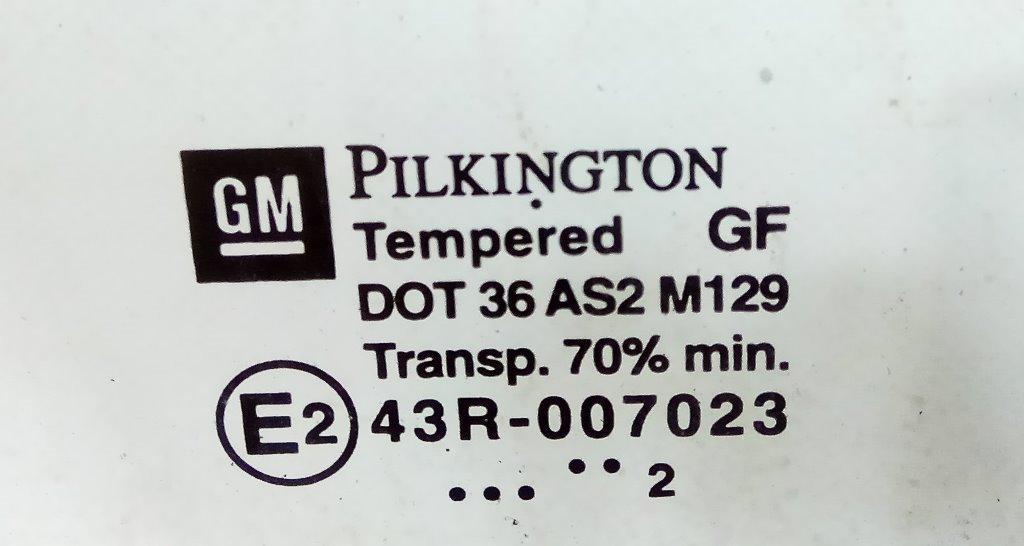 GM
PILKINGTON
Tempered GF
DOT 36 AS2 M129
Transp. 70% min.
E2 43R-007023
... .. 2